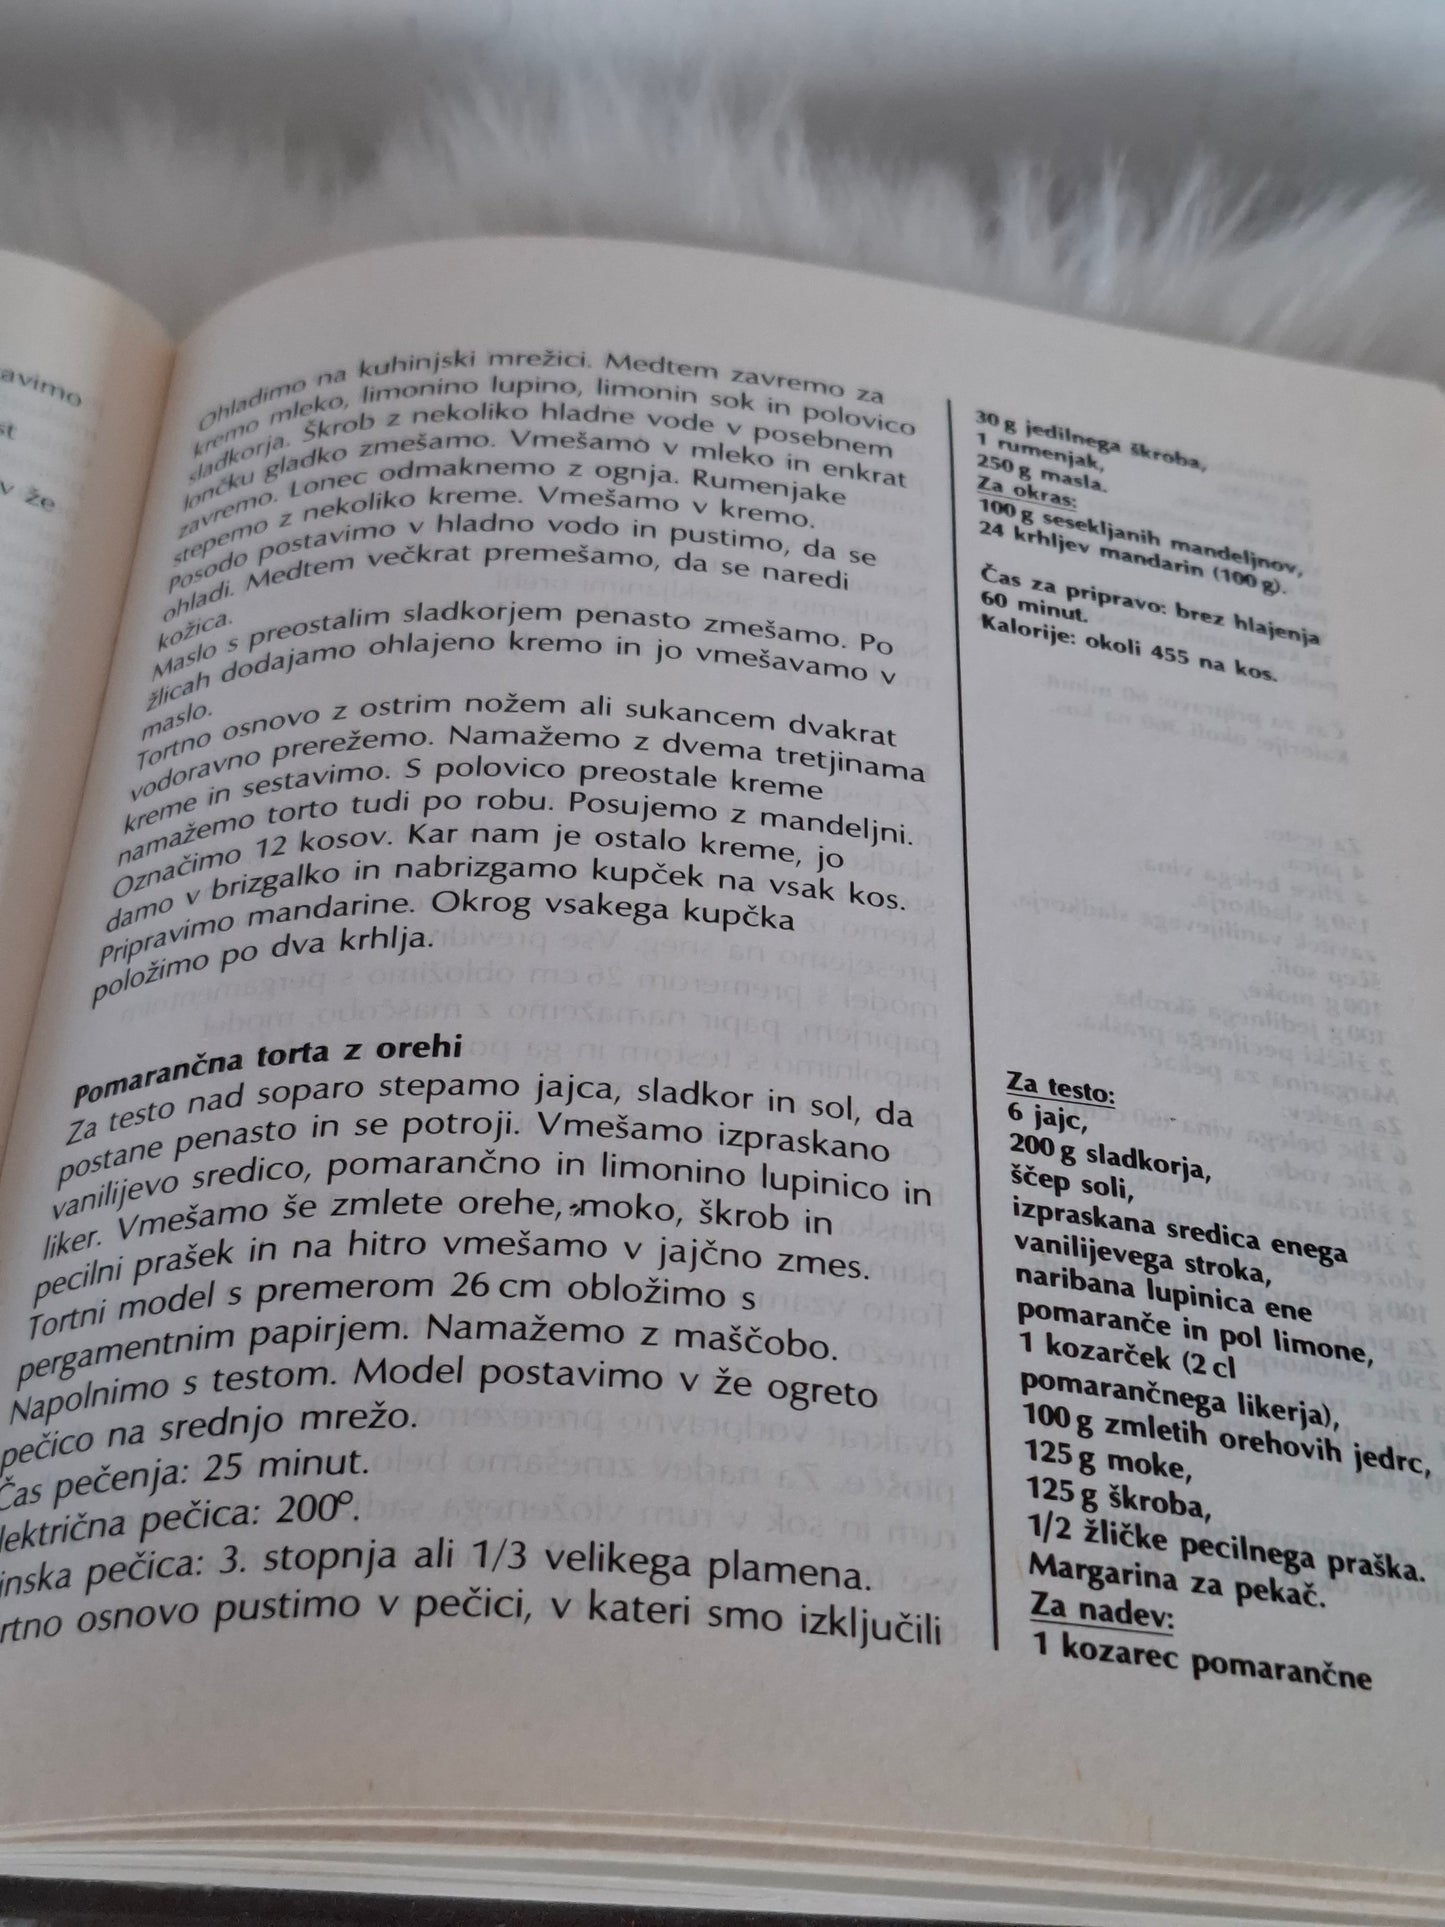 avimo
st
v že
Ohladimo na kuhinjski mrežici. Medtem zavremo za
kremo mleko, limonino lupino, limonin sok in polovico
sladkorja. Škrob z nekoliko hladne vode v posebnem
lončku gladko zmešamo. Vmešamo v mleko in enkrat
zavremo. Lonec odmaknemo z ognja. Rumenjake
stepemo z nekoliko kreme. Vmešamo v kremo.
Posodo postavimo v hladno vodo in pustimo, da se
ohladi. Medtem večkrat premešamo, da se naredi
kožica.
Maslo s preostalim sladkorjem penasto zmešamo. Po
žlicah dodajamo ohlajeno kremo in jo vmešavamo v
maslo.
Tortno osnovo z ostrim nožem ali sukancem dvakrat
vodoravno prerežemo. Namažemo z dvema tretjinama
kreme in sestavimo. S polovico preostale kreme
namažemo torto tudi po robu. Posujemo z mandeljni.
Označimo 12 kosov. Kar nam je ostalo kreme, jo
damo v brizgalko in nabrizgamo kupček na vsak kos.
Pripravimo mandarine. Okrog vsakega kupčka
položimo po dva krhlja.
30 g jedilnega škroba,
1 rumenjak,
250 g masla.
Za okras:
100 g sesekljanih mandeljnov,
24 krhljev mandarin (100 g).
Čas za pripravo: brez hlajenja
60 minut.
Kalorije: okoli 455 na kos.
Pomarančna torta z orehi
Za testo nad soparo stepamo jajca, sladkor in sol, da
postane penasto in se potroji. Vmešamo izpraskano
vanilijevo sredico, pomarančno in limonino lupinico in
liker. Vmešamo še zmlete orehe, moko, škrob in
pecilni prašek in na hitro vmešamo v jajčno zmes.
Tortni model s premerom 26 cm obložimo s
pergamentnim papirjem. Namažemo z maščobo.
Napolnimo s testom. Model postavimo v že ogreto
pečico na srednjo mrežo.
Čas pečenja: 25 minut.
lektrična pečica: 200°.
inska pečica: 3. stopnja ali 1/3 velikega plamena.
rtno osnovo pustimo v pečici, v kateri smo izključili
Za testo:
6 jajc,
200 g sladkorja,
ščep soli,
izpraskana sredica enega
vanilijevega stroka,
naribana lupinica ene
pomaranče in pol limone,
1 kozarček (2 cl
pomarančnega likerja),
100 g zmletih orehovih jedrc,
125 g moke,
125 g škroba,
1/2 žličke pecilnega praška.
Margarina za pekač.
Za nadev:
1 kozarec pomarančne